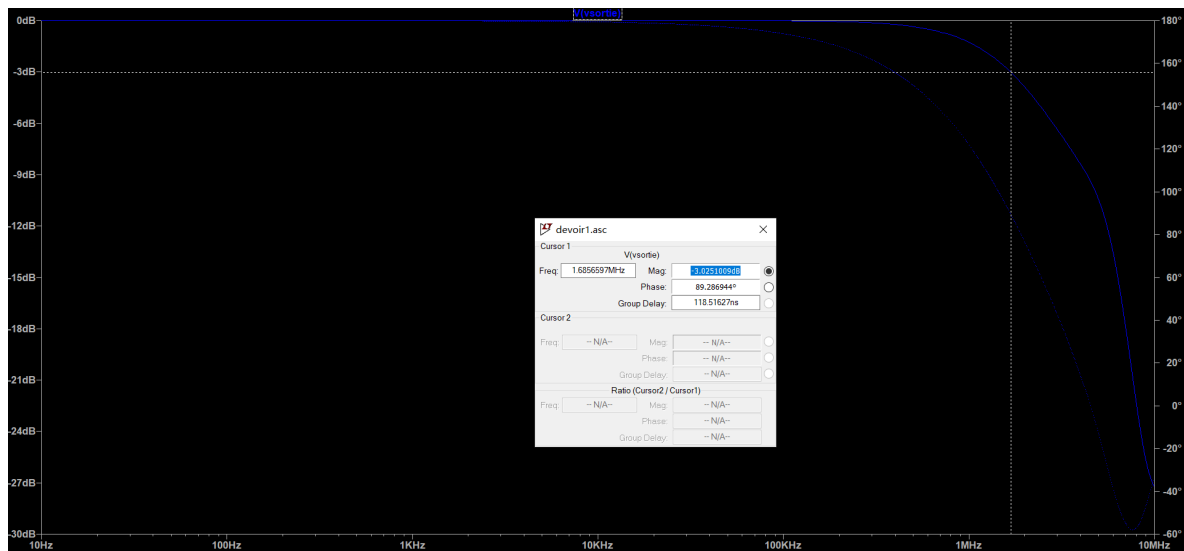 V(vsortie)
0dB
-3dB
-6dB
-9dB
-12dB
-15dB
-18dB
-21dB
-24dB
-27dB
-30dB
180°
160°
140°
120°
100°
80°
60°
40°
20°
0°
-20°
-40°
-60°
10Hz
100Hz
1KHz
10KHz
100KHz
1MHz
10MHz
devoir1.asc
Cursor 1
V(vsortie)
Freq: 1.6856597MHz Mag: -3.0251009dB
Phase: 89.286944°
Group Delay: 118.51627ns
Cursor 2
Freq: -- N/A-- Mag: -- N/A--
Phase: -- N/A--
Group Delay: -- N/A--
Ratio (Cursor2 / Cursor1)
Freq: -- N/A-- Mag: -- N/A--
Phase: -- N/A--
Group Delay: -- N/A--